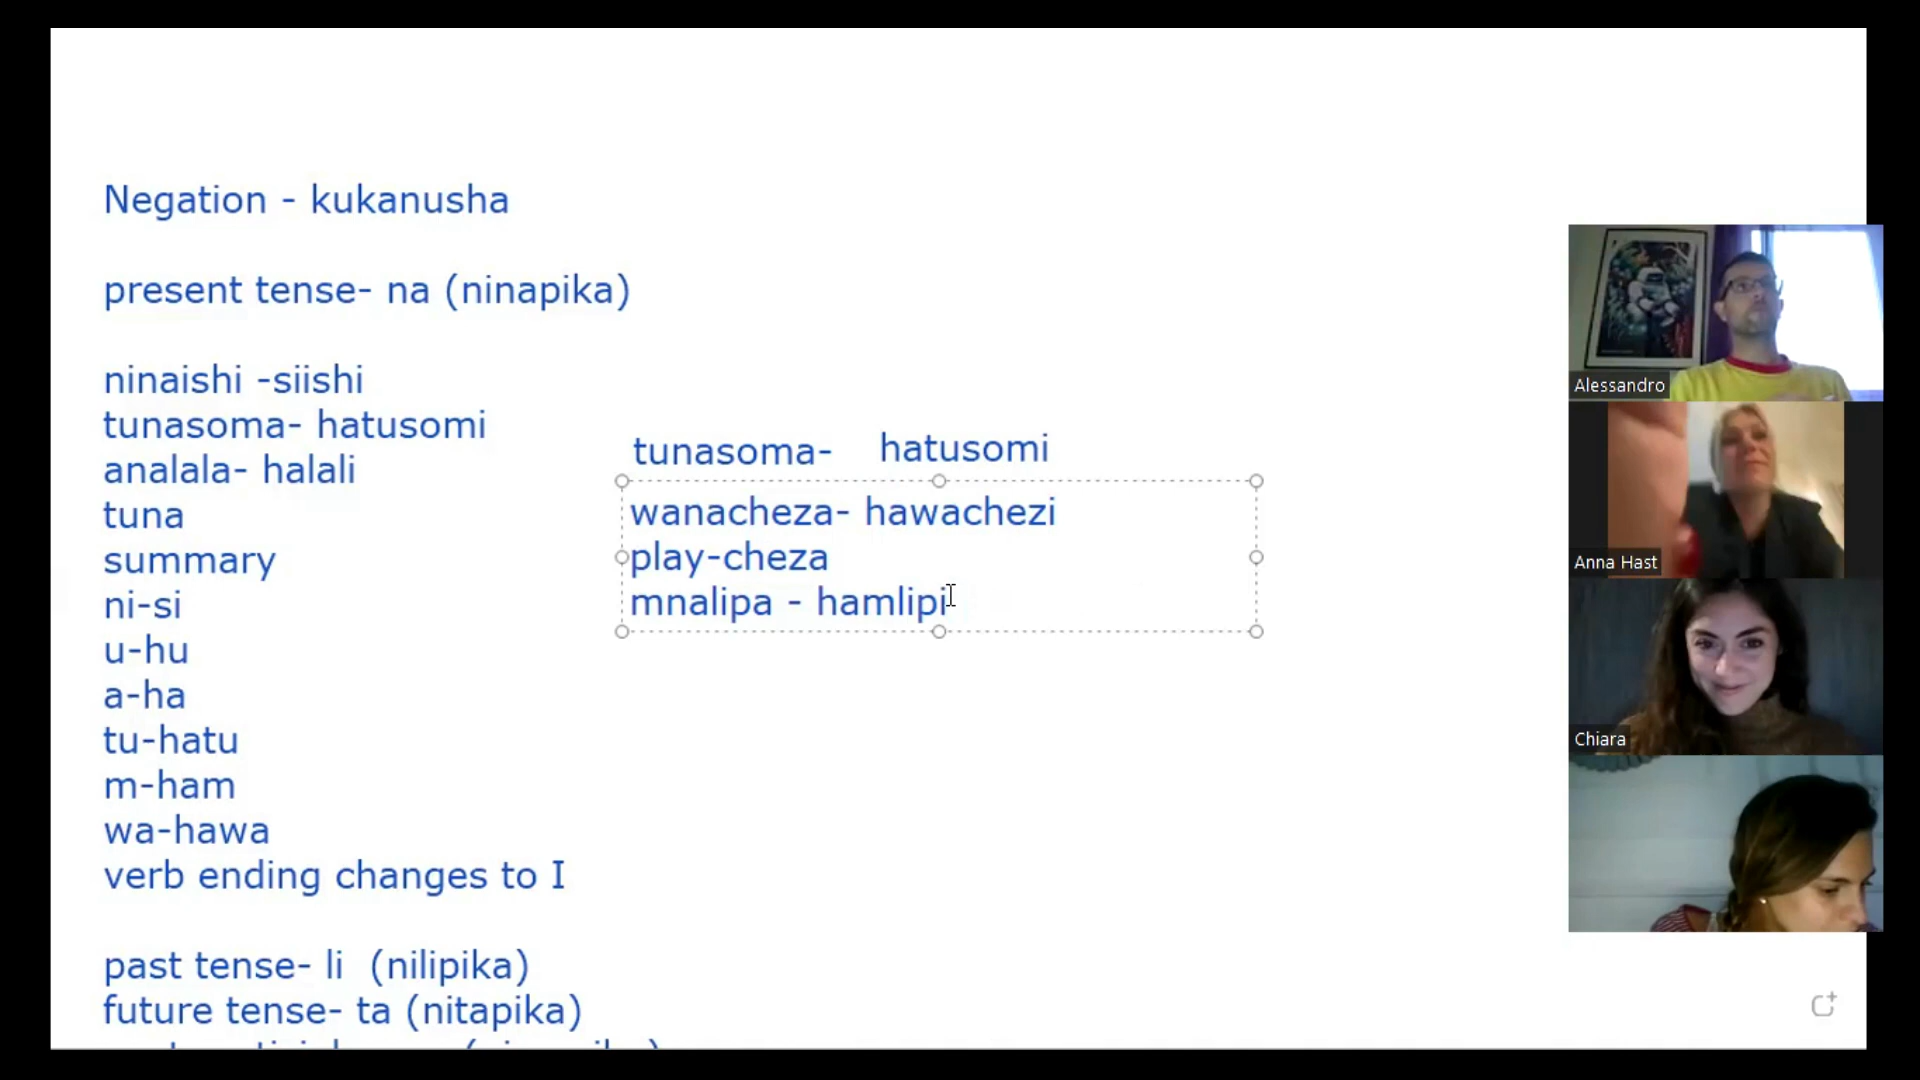 Negation - kukanusha
present tense- na (ninapika)
ninaishi -siishi
tunasoma- hatusomi
analala- halali
tuna
summary
ni-si
u-hu
a-ha
tu-hatu
m-ham
wa-hawa
verb ending changes to I
past tense- li (nilipika)
future tense- ta (nitapika)
tunasoma- hatusomi
wanacheza- hawachezi
play-cheza
mnalipa - hamlipi
Alessandro
Anna Hast
Chiara